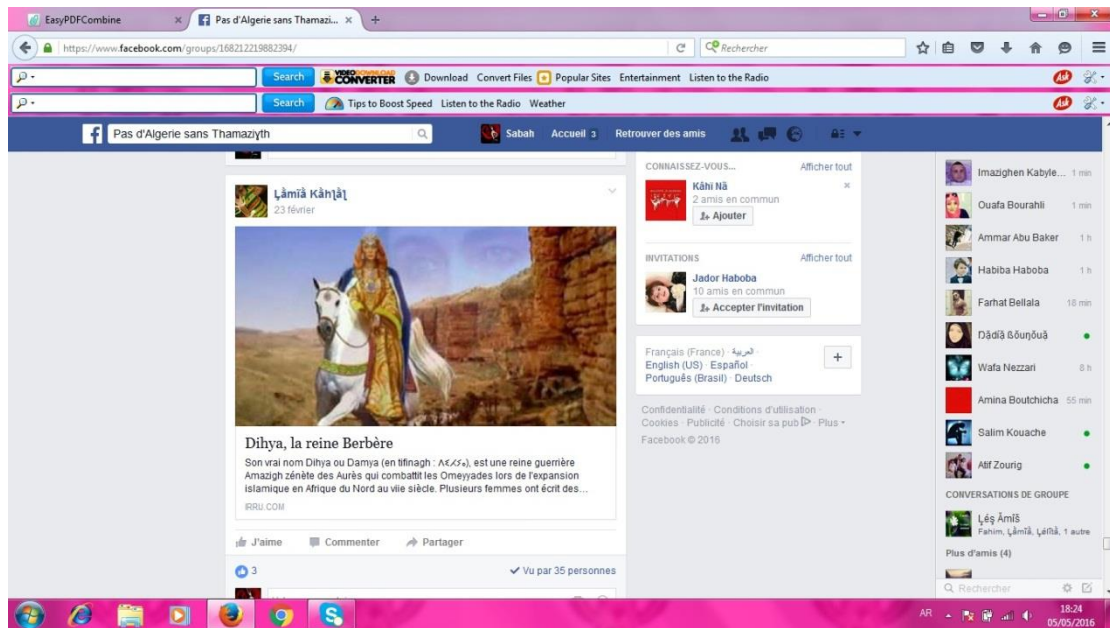 EasyPDFCombine
Pas d'Algerie sans Thamazi...
https://www.facebook.com/groups/168212219882394/
Rechercher
Search
VIDEO DOWNLOAD CONVERTER
Download
Convert Files
Popular Sites
Entertainment
Listen to the Radio
Ask
Search
Tips to Boost Speed
Listen to the Radio
Weather
Ask
Pas d'Algerie sans Thamaziɣth
Sabah
Accueil 3
Retrouver des amis
23 février
Dihya, la reine Berbère
Son vrai nom Dihya ou Damya (en tifinagh : ⴷⵉⵀⵢⴰ), est une reine guerrière
Amazigh zénète des Aurès qui combattit les Omeyyades lors de l'expansion
islamique en Afrique du Nord au viie siècle. Plusieurs femmes ont écrit des...
IRRU.COM
J'aime
Commenter
Partager
3
Vu par 35 personnes
CONNAISSEZ-VOUS...
Afficher tout
Kâhi Nâ
2 amis en commun
Ajouter
INVITATIONS
Afficher tout
Jador Haboba
10 amis en commun
Accepter l'invitation
Français (France) · العربية ·
English (US) · Español ·
Português (Brasil) · Deutsch
Confidentialité · Conditions d'utilisation ·
Cookies · Publicité · Choisir sa pub · Plus
Facebook © 2016
Imazighen Kabyle... 1 min
Ouafa Bourahli 1 min
Ammar Abu Baker 1 h
Habiba Haboba 1 h
Farhat Bellala 18 min
Wafa Nezzari 8 h
Amina Boutchicha 55 min
Salim Kouache
Atif Zourig
CONVERSATIONS DE GROUPE
Fahim, 1 autre
Plus d'amis (4)
Rechercher
AR
18:24
05/05/2016